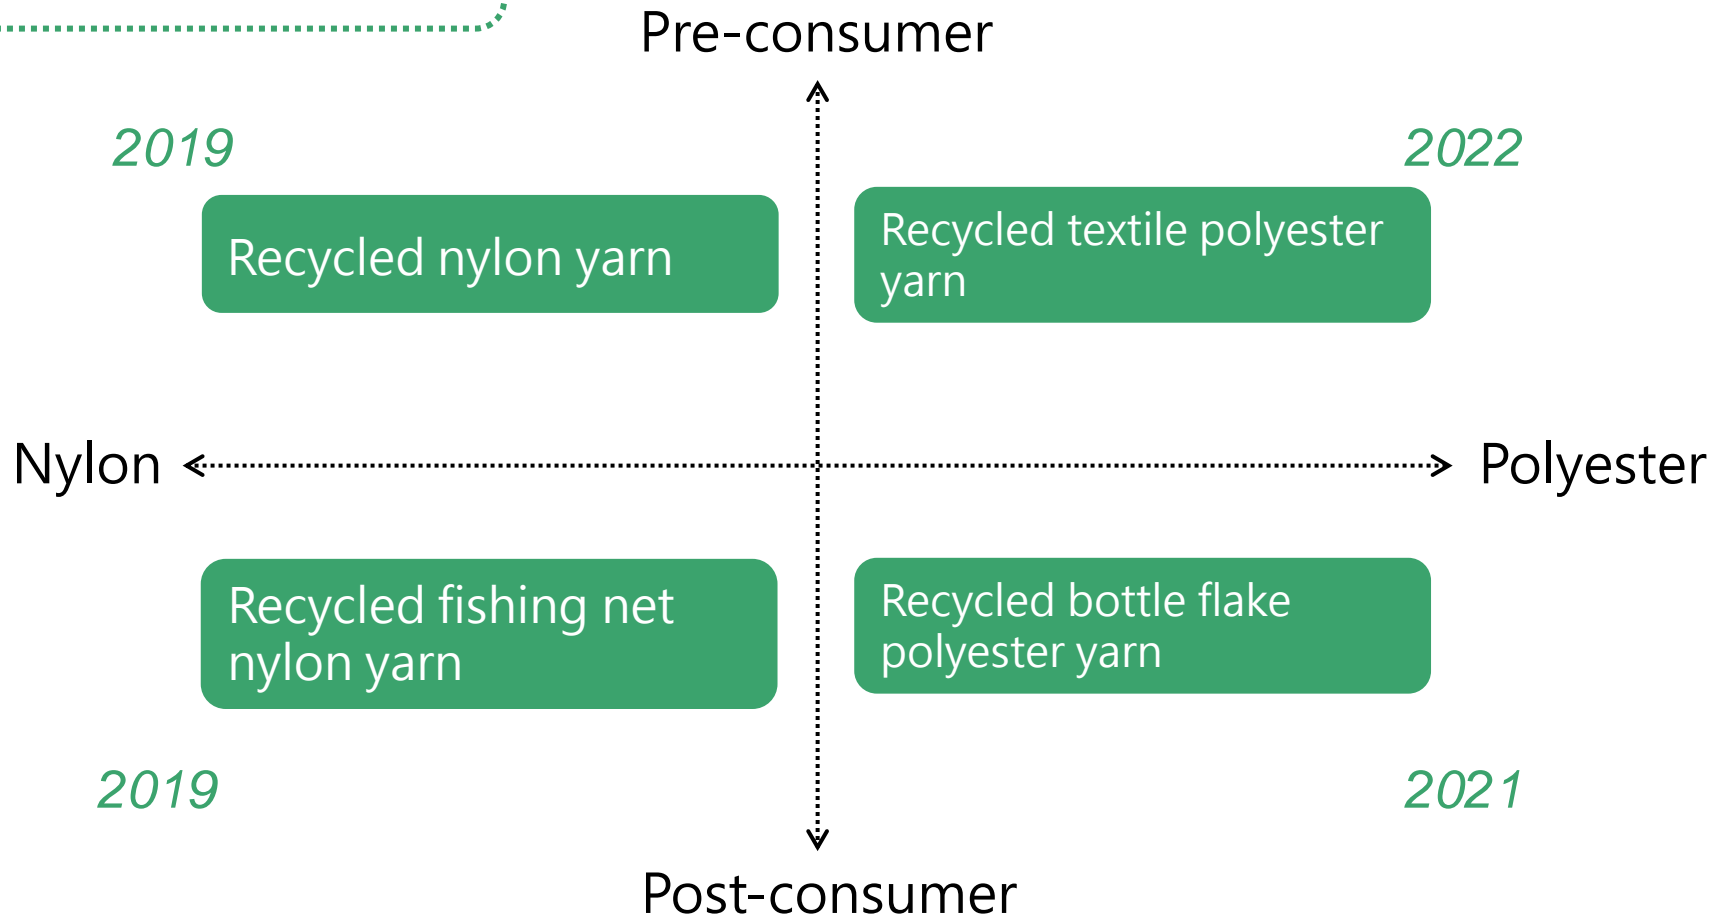 Pre-consumer
2019
2022
Recycled nylon yarn
Recycled textile polyester
yarn
Nylon
Polyester
Recycled fishing net
nylon yarn
Recycled bottle flake
polyester yarn
2019
2021
Post-consumer